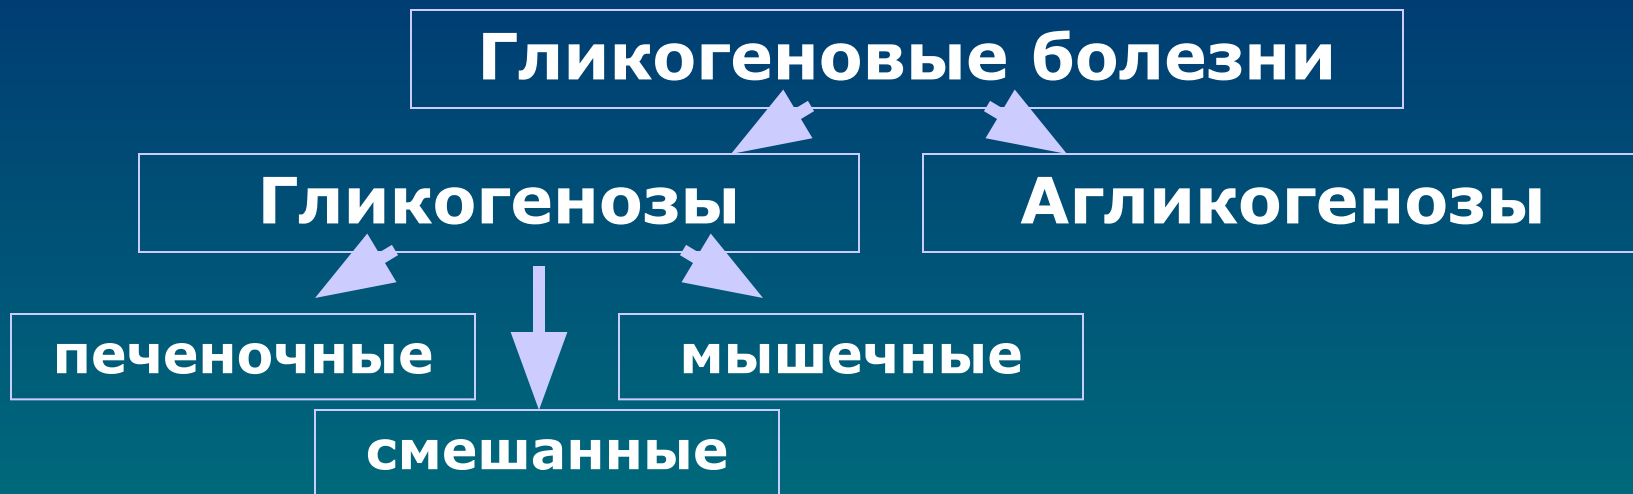 Гликогеновые болезни
Гликогенозы
Агликогенозы
печеночные
мышечные
смешанные